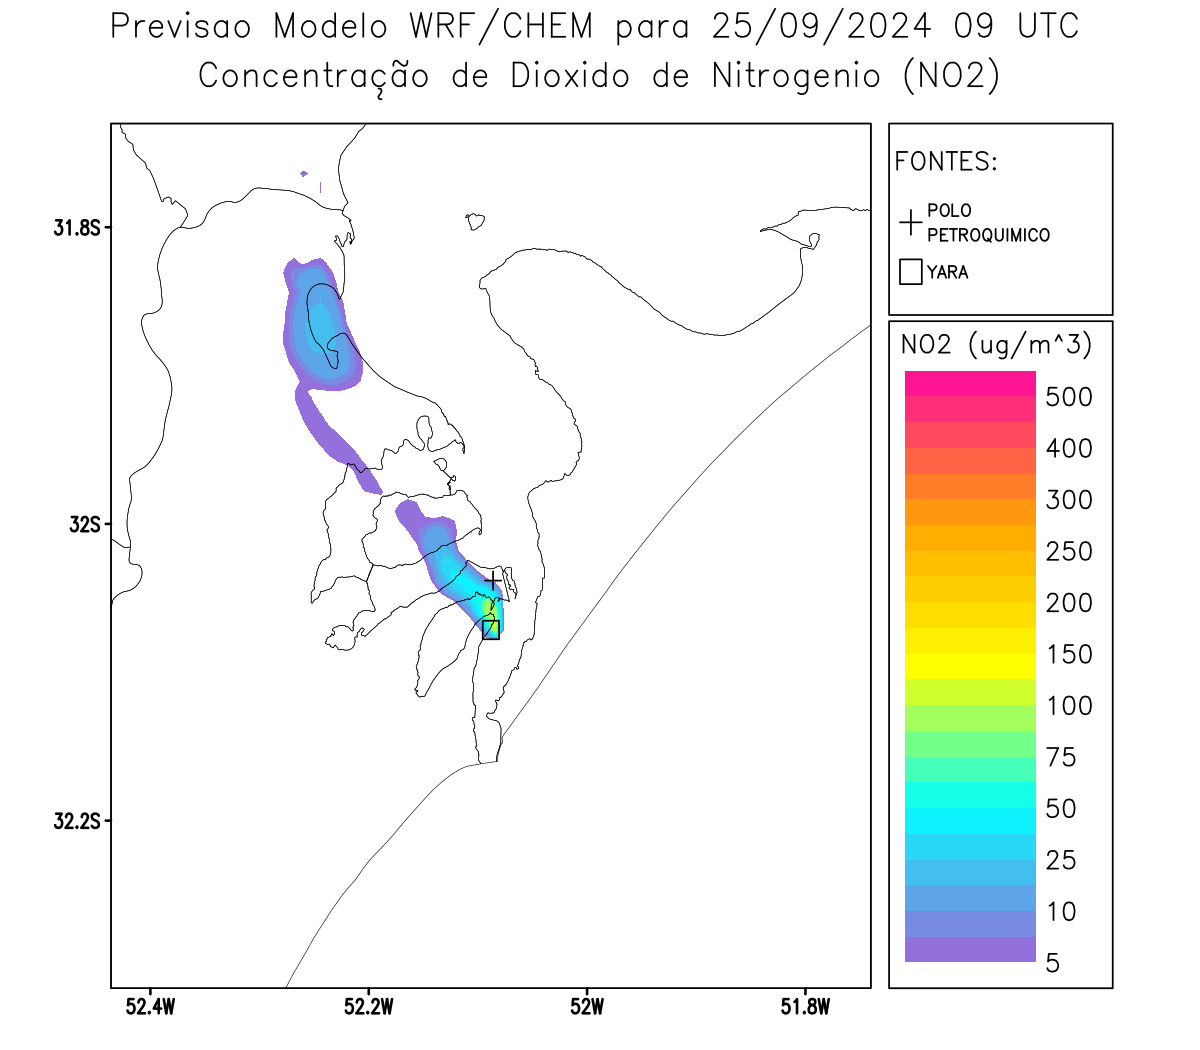 Previsao Modelo WRF/CHEM para 25/09/2024 09 UTC
Concentração de Dioxido de Nitrogenio (NO2)
FONTES:
POLO
PETROQUIMICO
YARA
31.8S
32S
32.2S
52.4W
52.2W
52W
51.8W
NO2 (ug/m^3)
500
400
300
250
200
150
100
75
50
25
10
5